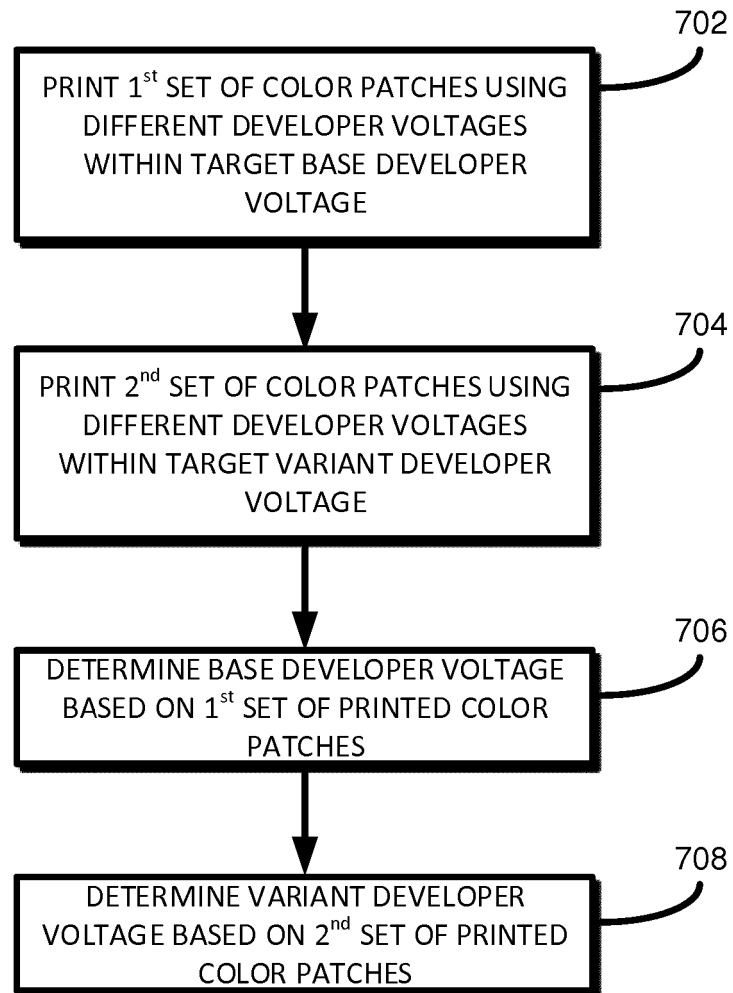 702
PRINT 1st SET OF COLOR PATCHES USING
DIFFERENT DEVELOPER VOLTAGES
WITHIN TARGET BASE DEVELOPER
VOLTAGE
704
PRINT 2nd SET OF COLOR PATCHES USING
DIFFERENT DEVELOPER VOLTAGES
WITHIN TARGET VARIANT DEVELOPER
VOLTAGE
706
DETERMINE BASE DEVELOPER VOLTAGE
BASED ON 1st SET OF PRINTED COLOR
PATCHES
708
DETERMINE VARIANT DEVELOPER
VOLTAGE BASED ON 2nd SET OF PRINTED
COLOR PATCHES